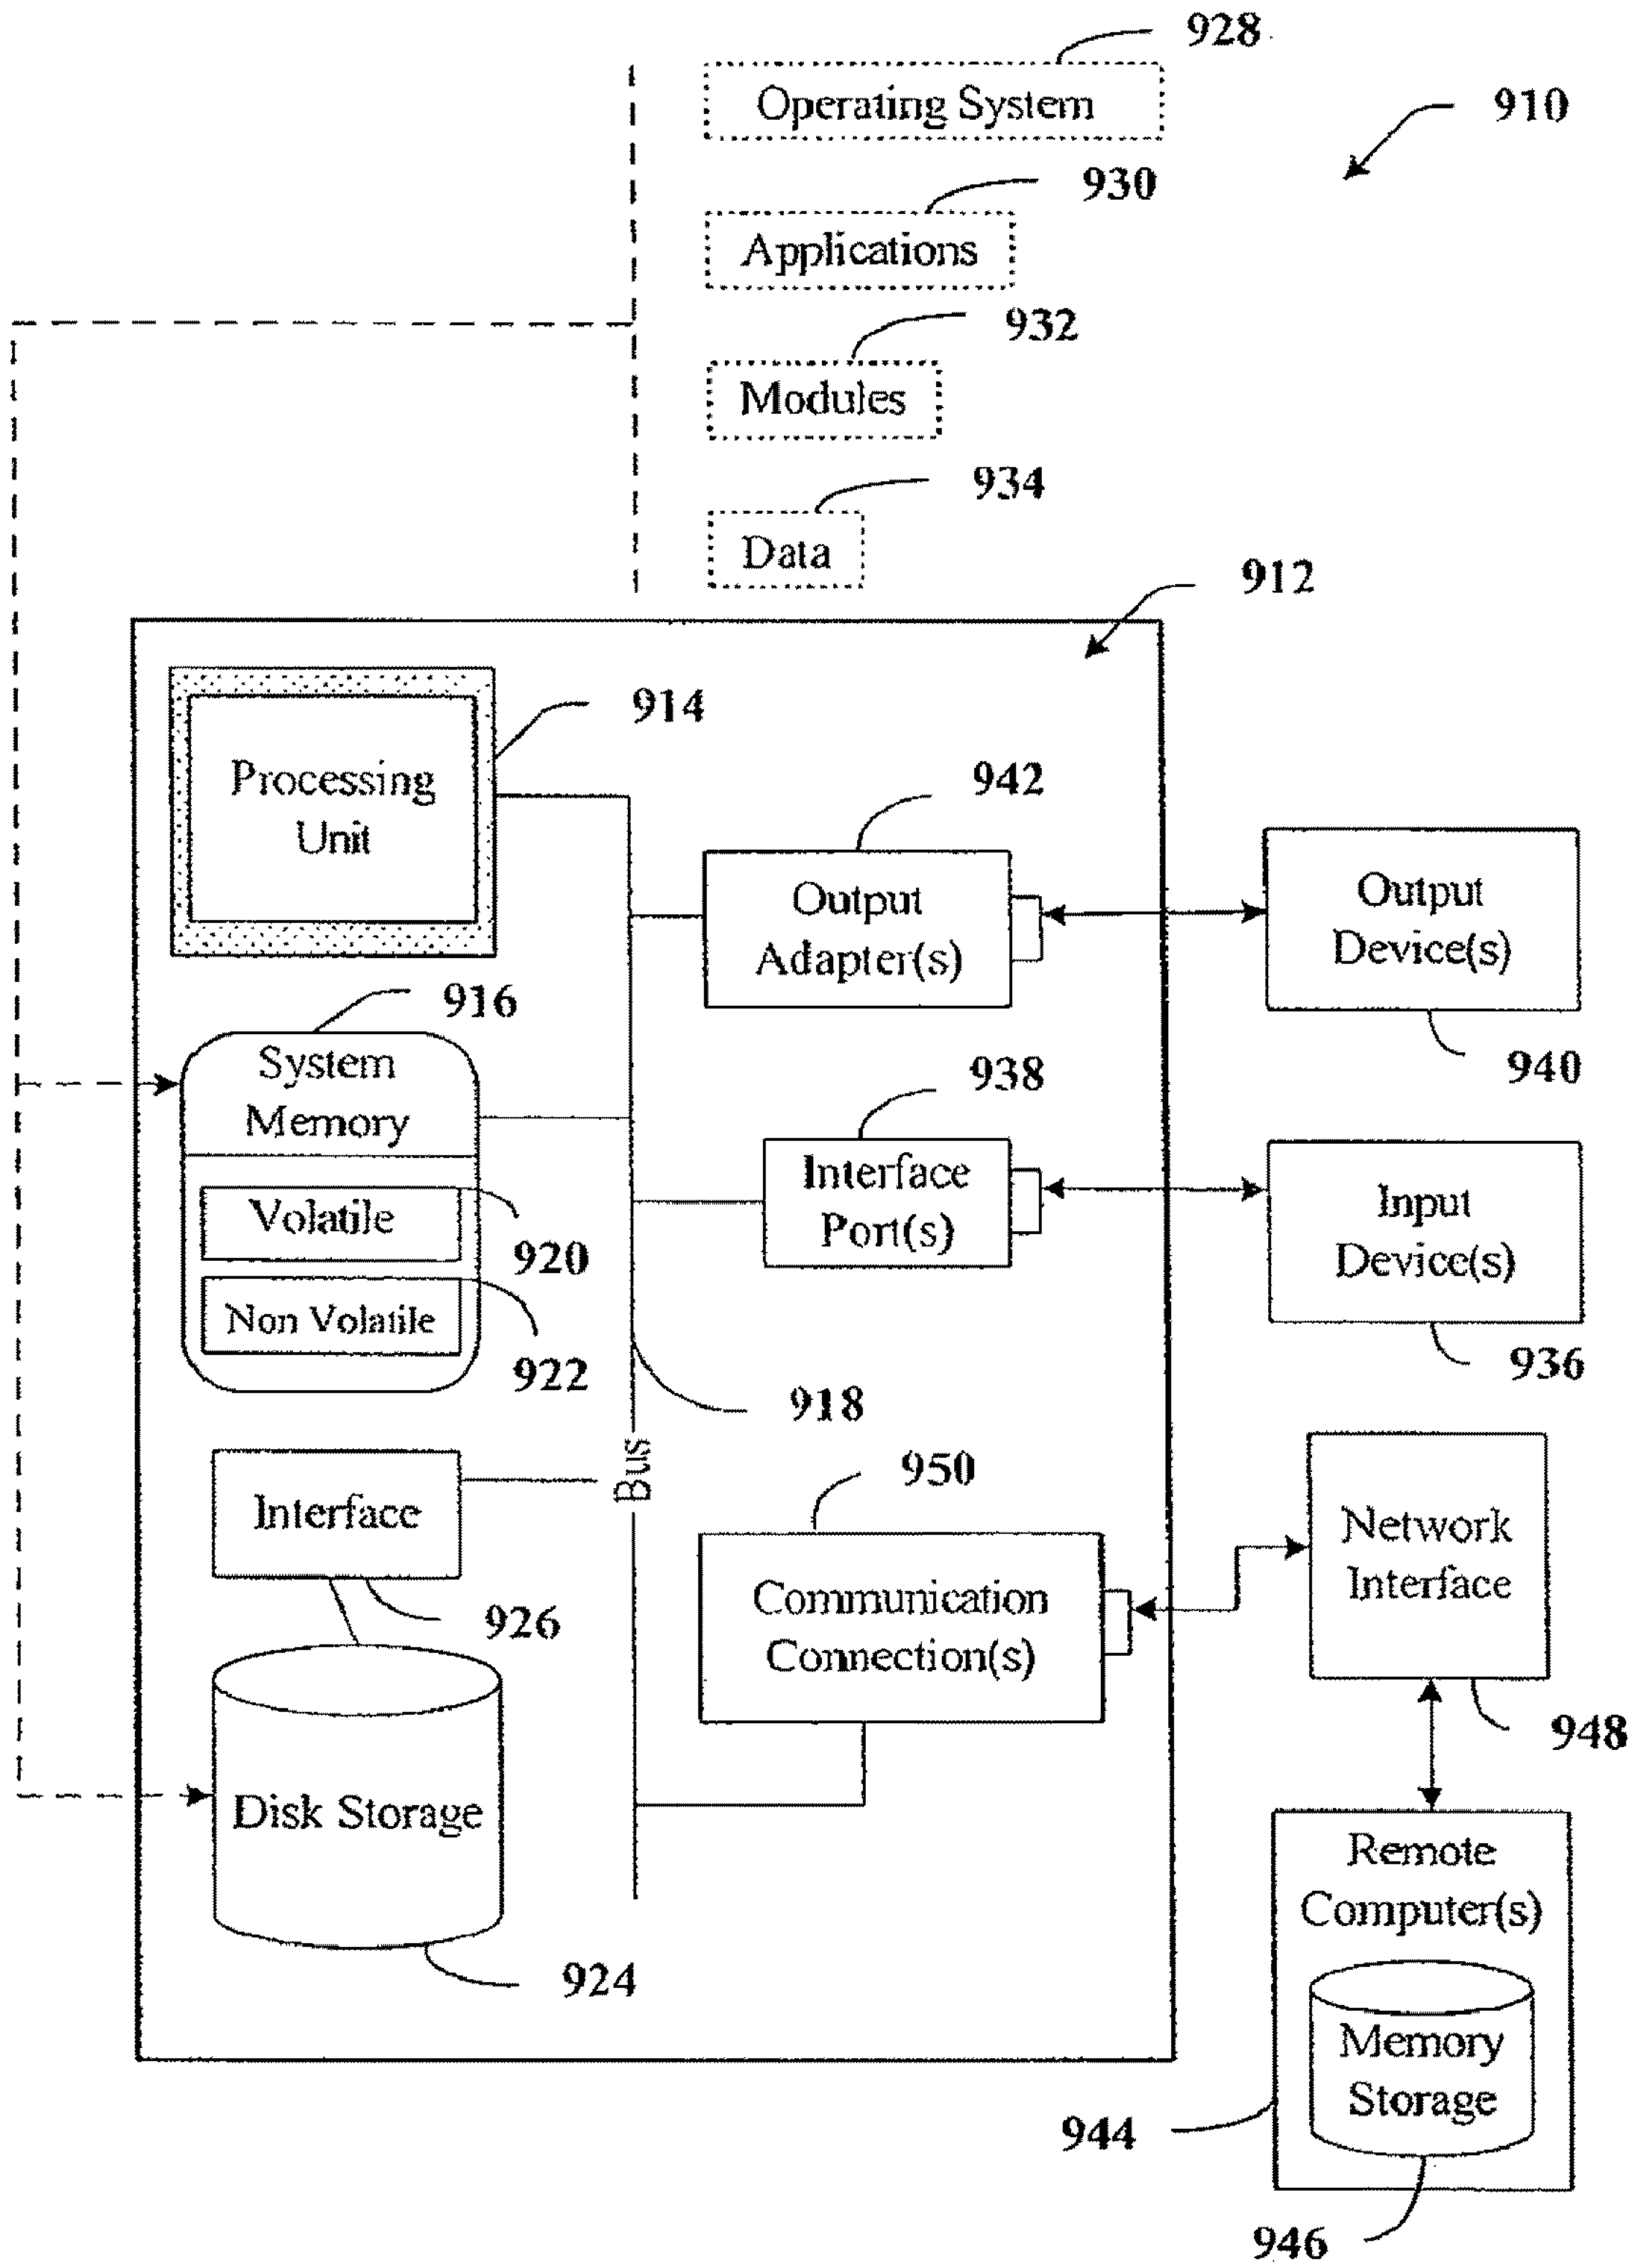 928
Operating System
910
930
Applications
932
Modules
934
Data
912
914
Processing
Unit
942
Output
Adapter(s)
Output
Device(s)
940
916
System
Memory
938
Interface
Port(s)
Input
Device(s)
936
Volatile
920
Non Volatile
922
918
Bus
950
Interface
926
Communication
Connection(s)
Network
Interface
948
Disk Storage
924
Remote
Computer(s)
Memory
Storage
944
946